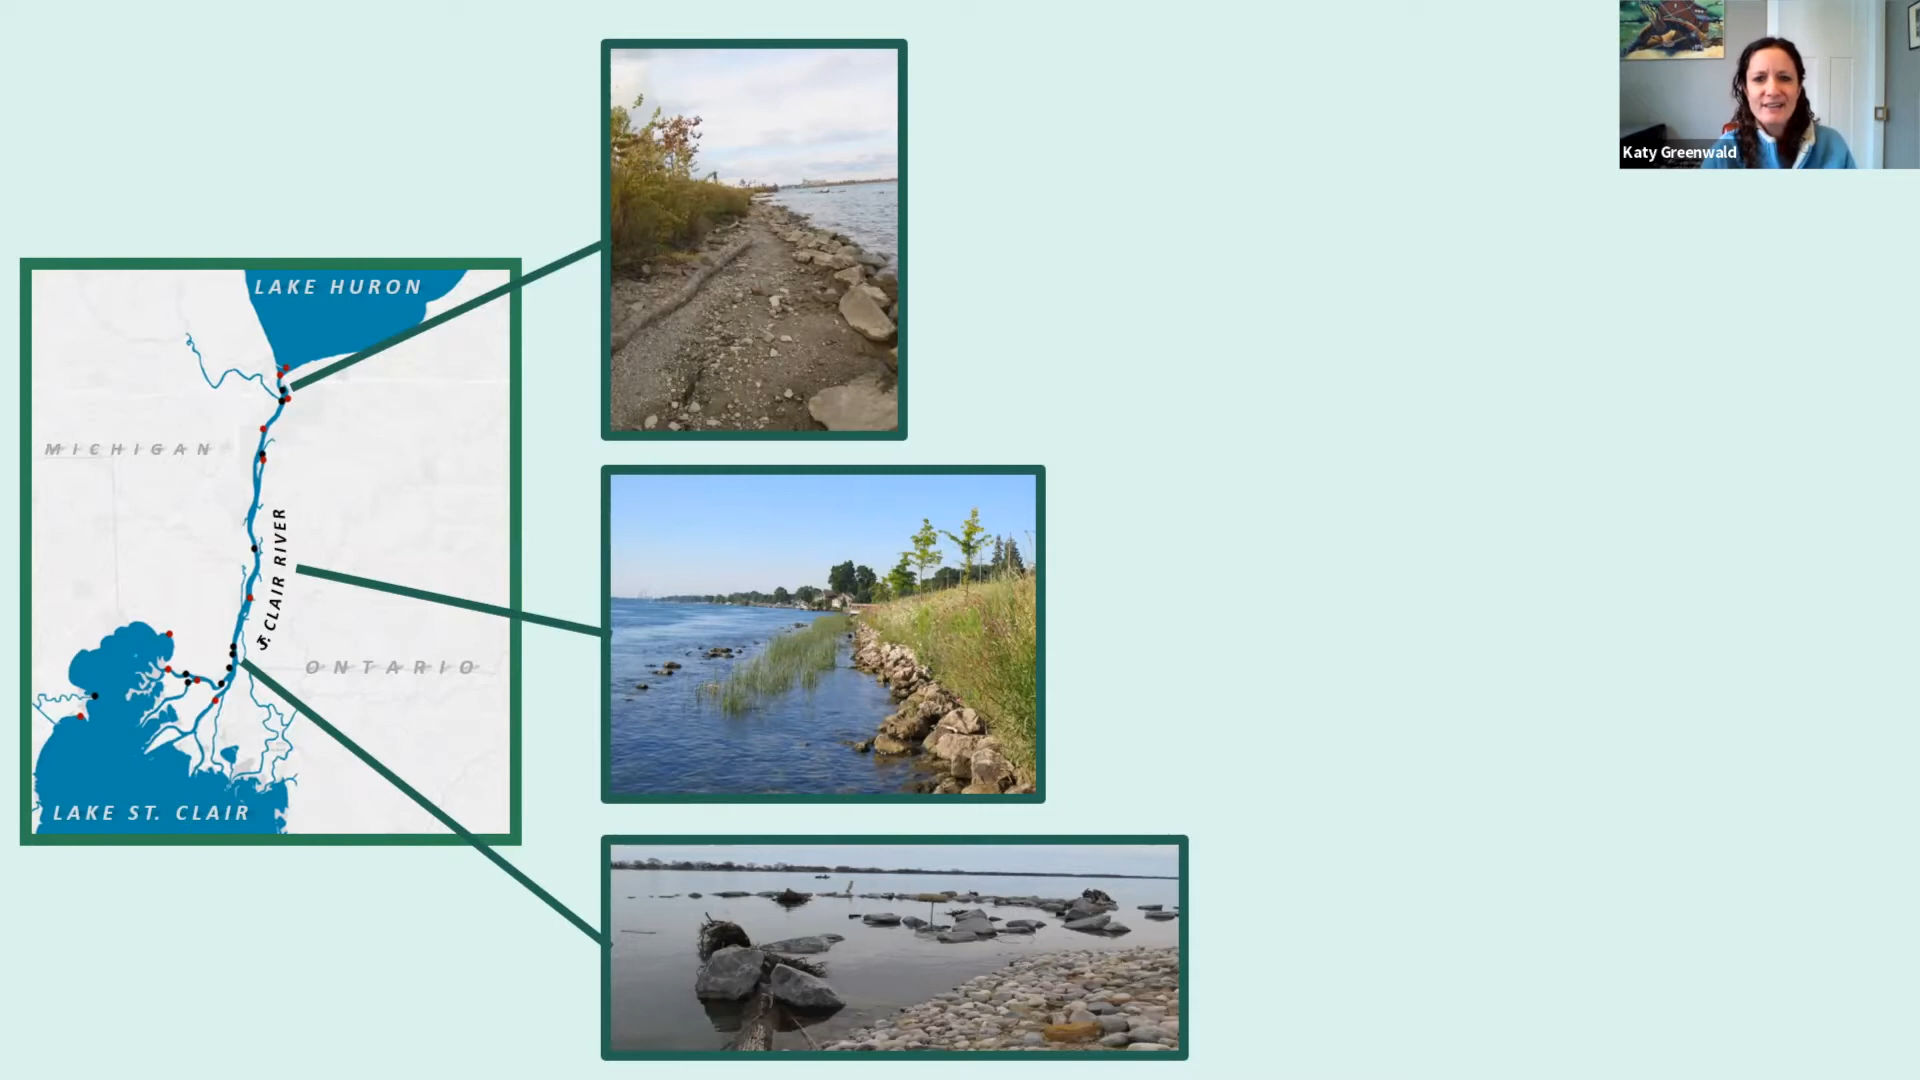 Katy Greenwald
LAKE HURON
MICHIGAN
ST. CLAIR RIVER
ONTARIO
LAKE ST. CLAIR